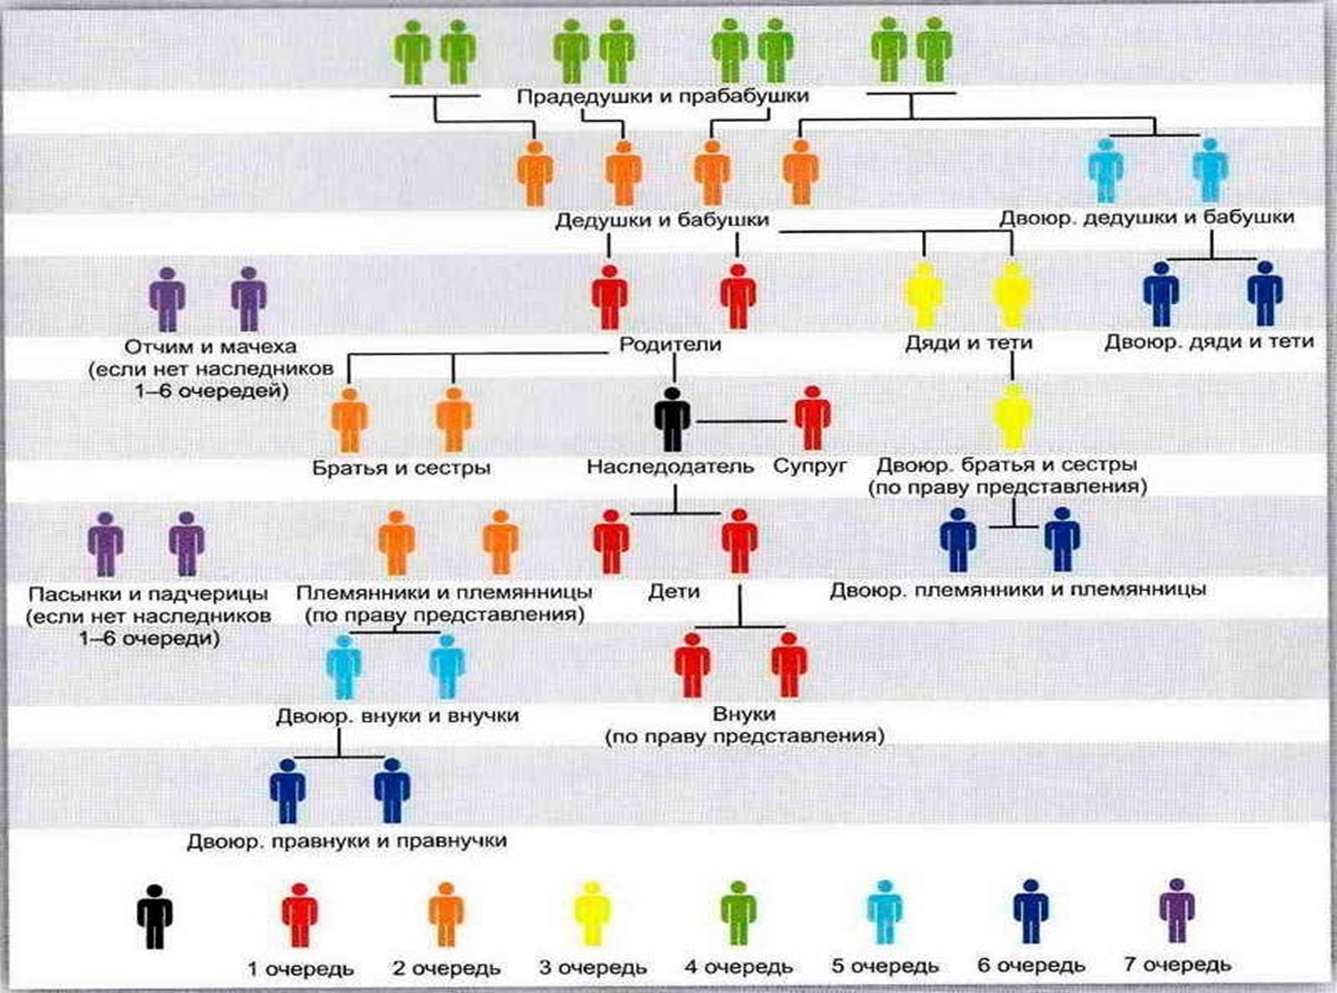 Прадедушки и прабабушки
Дедушки и бабушки
Двоюр. дедушки и бабушки
Отчим и мачеха
(если нет наследников
1–6 очередей)
Родители
Дяди и тети
Двоюр. дяди и тети
Братья и сестры
Наследодатель
Супруг
Двоюр. братья и сестры
(по праву представления)
Пасынки и падчерицы
(если нет наследников
1–6 очереди)
Племянники и племянницы
(по праву представления)
Дети
Двоюр. племянники и племянницы
Двоюр. внуки и внучки
Внуки
(по праву представления)
Двоюр. правнуки и правнучки
1 очередь
2 очередь
3 очередь
4 очередь
5 очередь
6 очередь
7 очередь